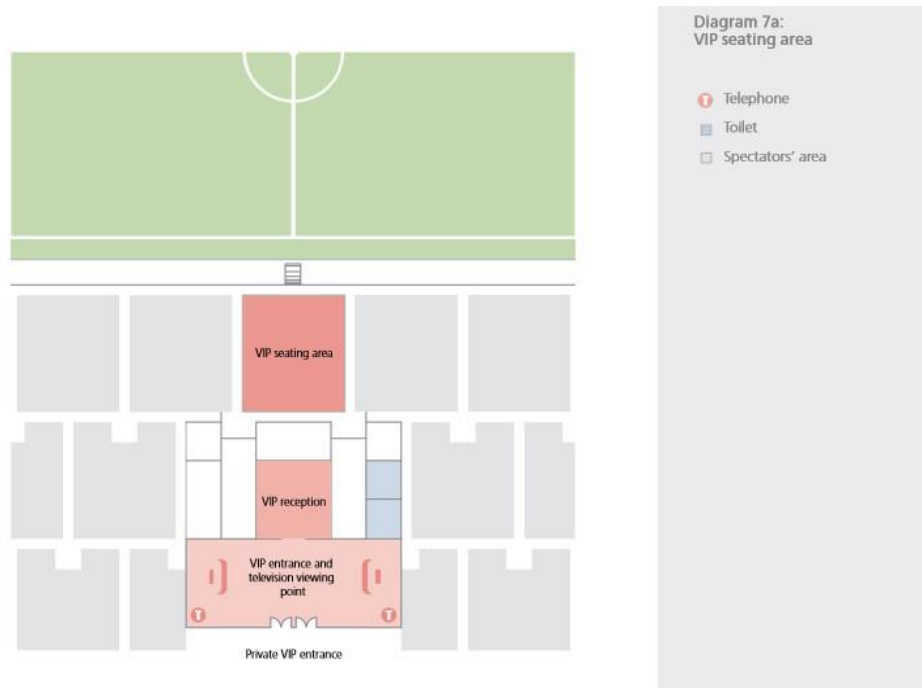 Diagram 7a:
VIP seating area
T Telephone
Toilet
Spectators' area
VIP seating area
VIP reception
VIP entrance and
television viewing
point
T
T
Private VIP entrance